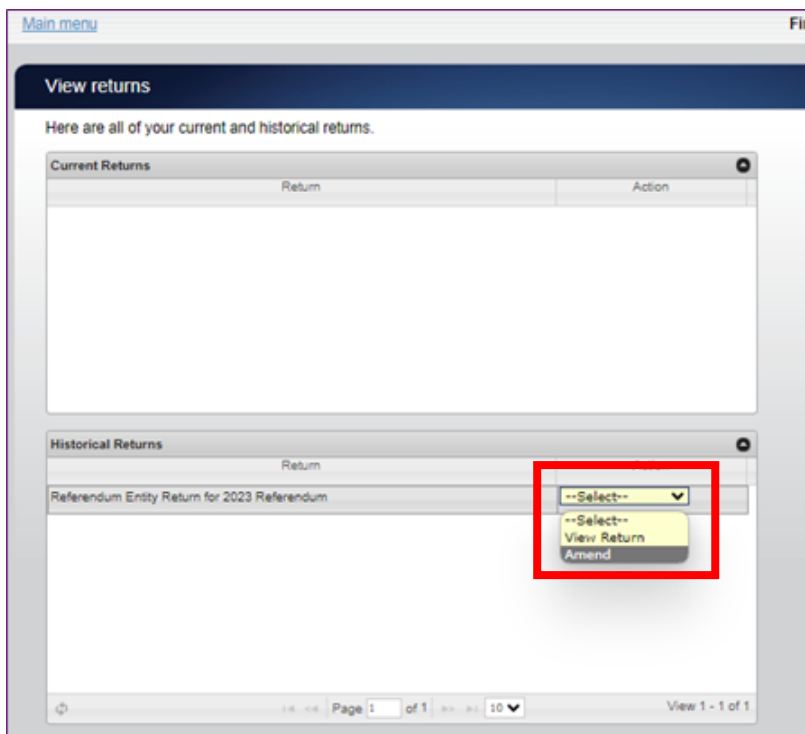 Main menu
View returns
Here are all of your current and historical returns.
Current Returns
Return Action
Historical Returns
Return
Referendum Entity Return for 2023 Referendum --Select--
--Select--
View Return
Amend
Page 1 of 1 10 View 1 - 1 of 1